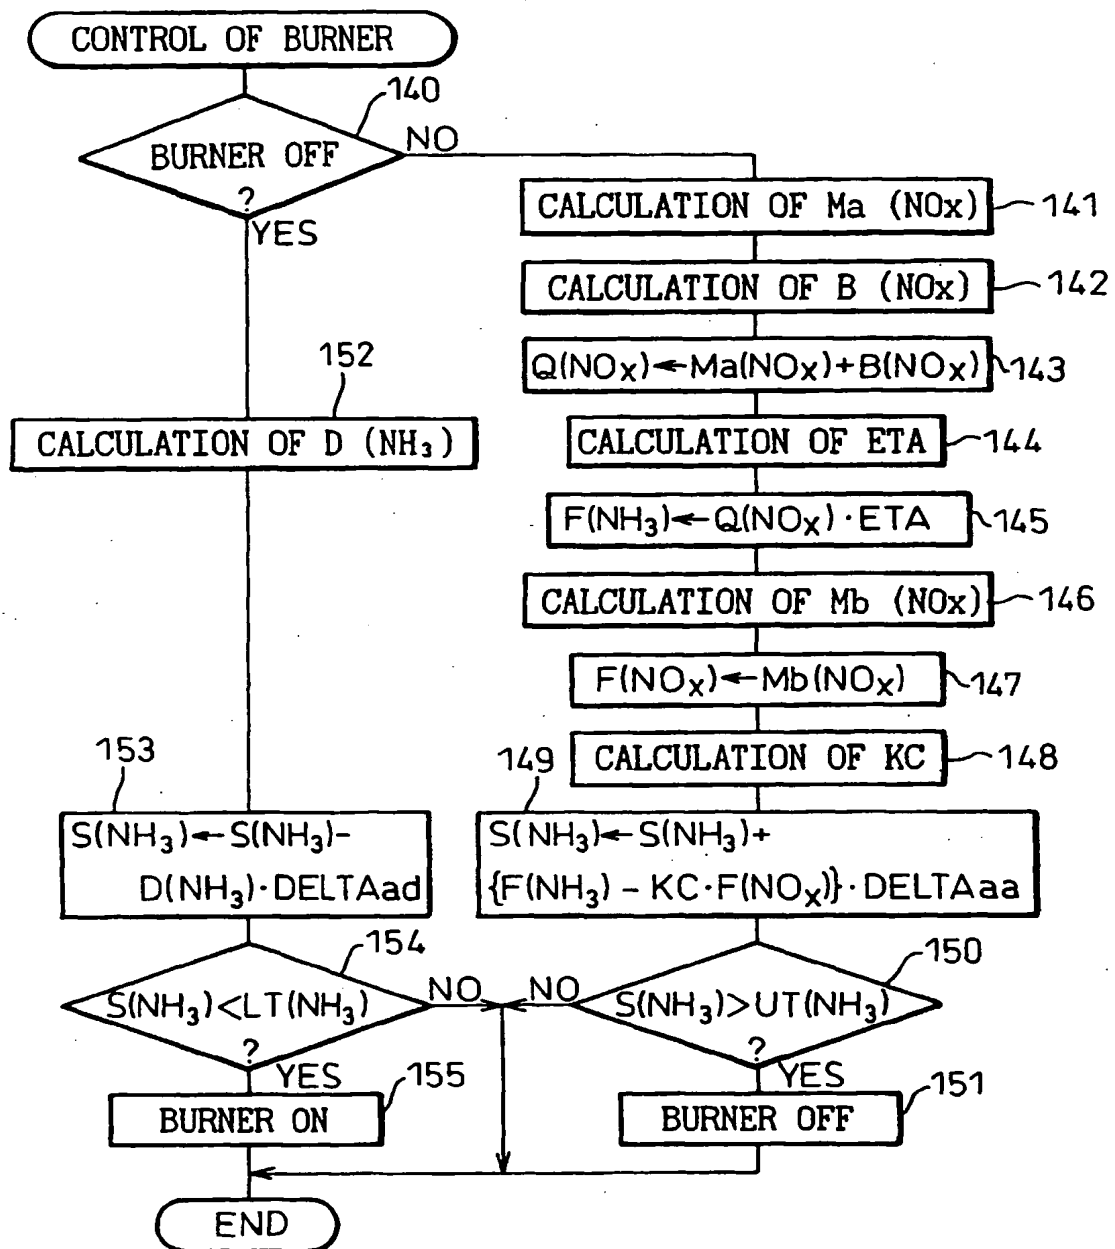 CONTROL OF BURNER
140
BURNER OFF
?
NO
YES
CALCULATION OF Ma (NOx)
141
CALCULATION OF B (NOx)
142
Q(NOx)←Ma(NOx)+B(NOx)
143
CALCULATION OF ETA
144
F(NH₃)←Q(NOx)·ETA
145
CALCULATION OF Mb (NOx)
146
F(NOx)←Mb(NOx)
147
CALCULATION OF KC
148
149
S(NH₃)←S(NH₃)+
{F(NH₃)-KC·F(NOx)}·DELTAaa
150
S(NH₃)>UT(NH₃)
?
NO
YES
151
BURNER OFF
152
CALCULATION OF D (NH₃)
153
S(NH₃)←S(NH₃)-
D(NH₃)·DELTAad
154
S(NH₃)<LT(NH₃)
?
NO
YES
155
BURNER ON
END